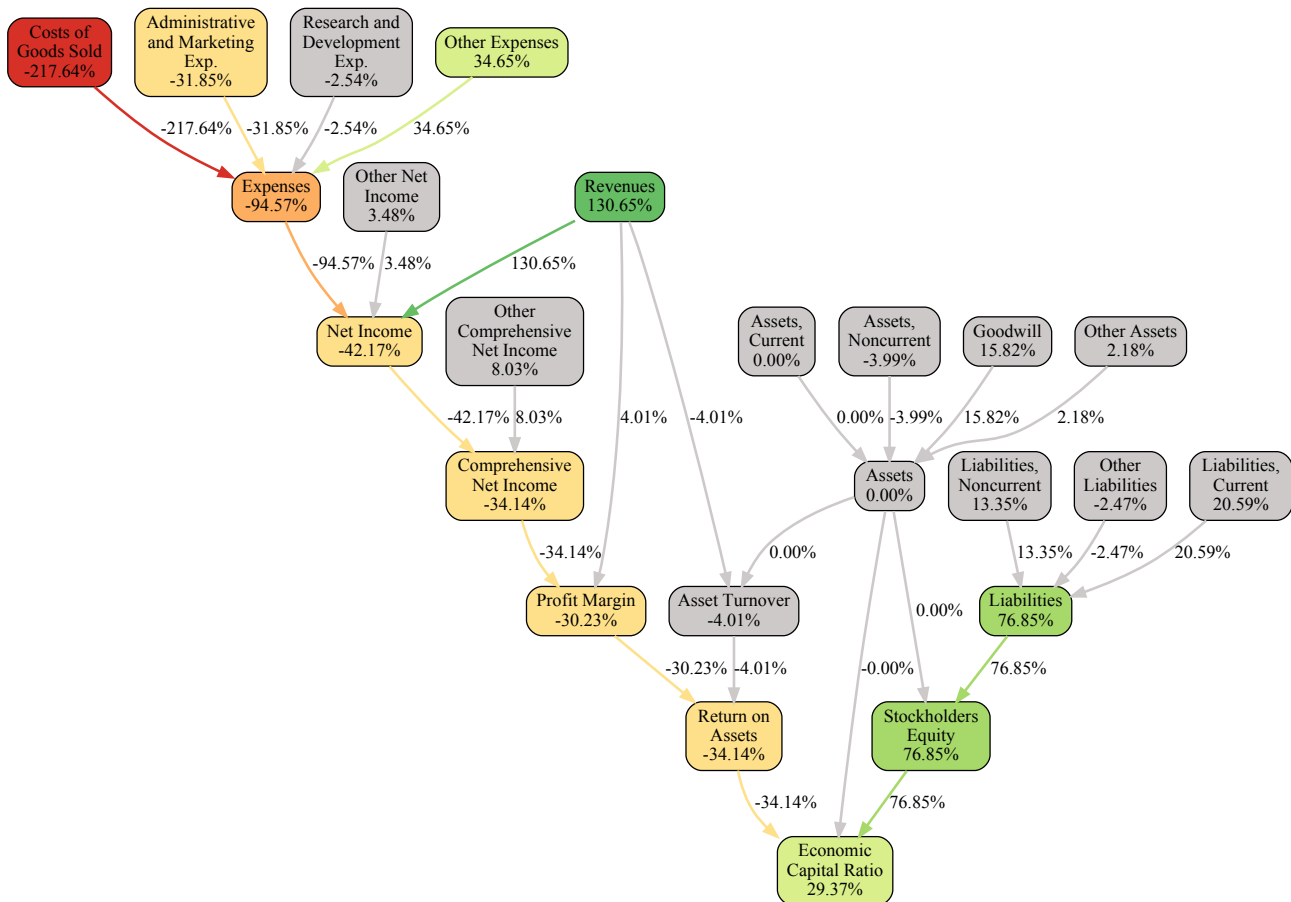 Costs of
Goods Sold
-217.64%
Administrative
and Marketing
Exp.
-31.85%
Research and
Development
Exp.
-2.54%
Other Expenses
34.65%
-217.64%
-31.85%
-2.54%
34.65%
Expenses
-94.57%
Other Net
Income
3.48%
Revenues
130.65%
-94.57%
3.48%
130.65%
Net Income
-42.17%
Other
Comprehensive
Net Income
8.03%
Assets,
Current
0.00%
Assets,
Noncurrent
-3.99%
Goodwill
15.82%
Other Assets
2.18%
-42.17%
8.03%
4.01%
-4.01%
0.00%
-3.99%
15.82%
2.18%
Comprehensive
Net Income
-34.14%
Assets
0.00%
Liabilities,
Noncurrent
13.35%
Other
Liabilities
-2.47%
Liabilities,
Current
20.59%
-34.14%
0.00%
13.35%
-2.47%
20.59%
Profit Margin
-30.23%
Asset Turnover
-4.01%
0.00%
Liabilities
76.85%
-30.23%
-4.01%
-0.00%
76.85%
Return on
Assets
-34.14%
Stockholders
Equity
76.85%
-34.14%
76.85%
Economic
Capital Ratio
29.37%